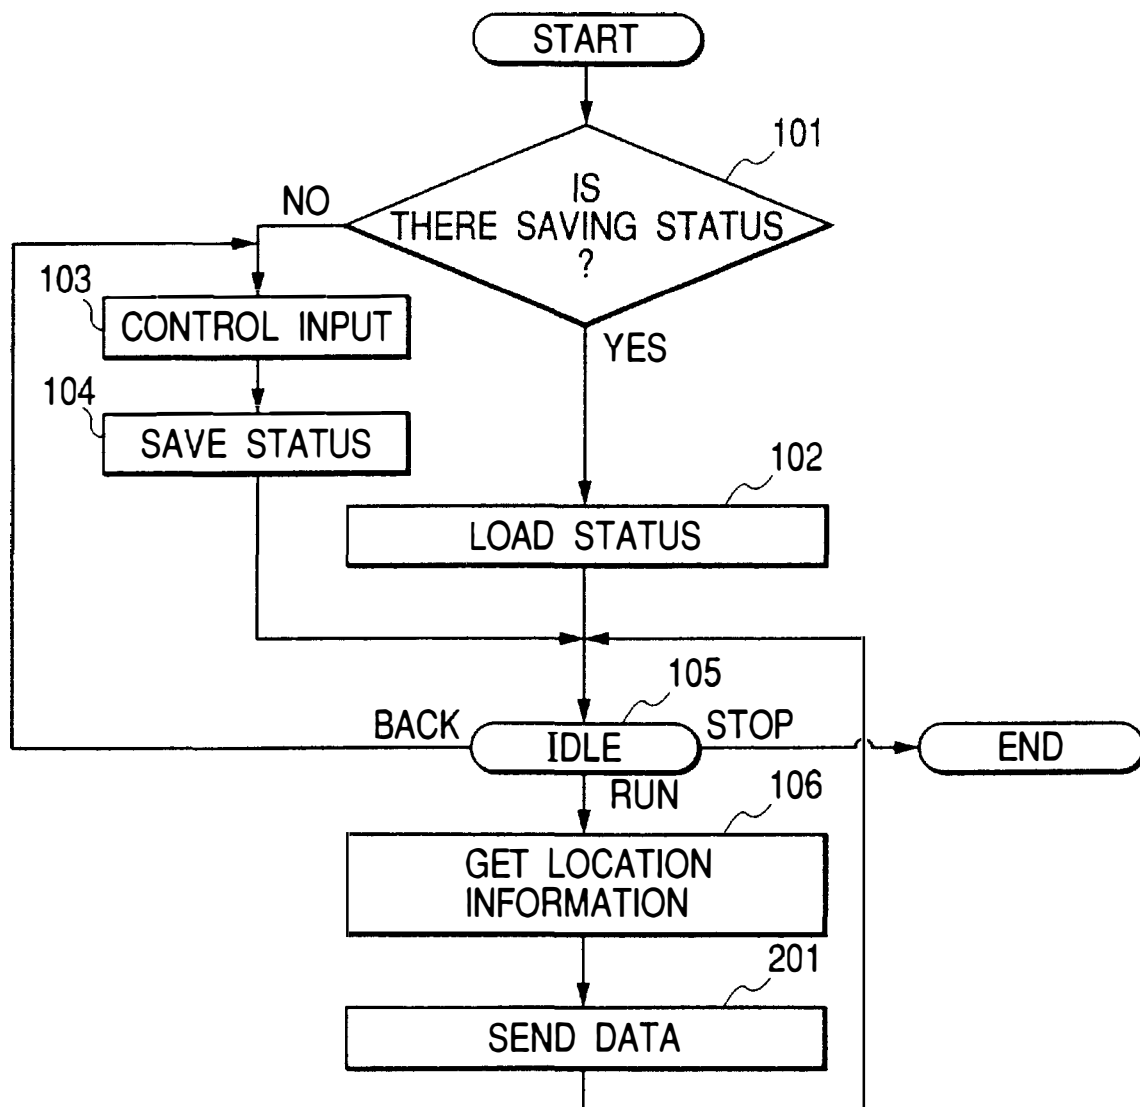 START
101
IS
THERE SAVING STATUS
?
NO
YES
103
CONTROL INPUT
104
SAVE STATUS
102
LOAD STATUS
105
BACK
IDLE
STOP
END
RUN
106
GET LOCATION
INFORMATION
201
SEND DATA